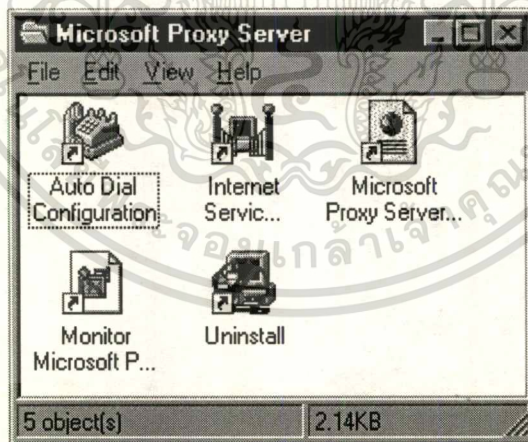 Microsoft Proxy Server
File Edit View Help
Auto Dial
Configuration
Internet
Servic...
Microsoft
Proxy Server...
Monitor
Microsoft P...
Uninstall
5 object(s)
2.14KB